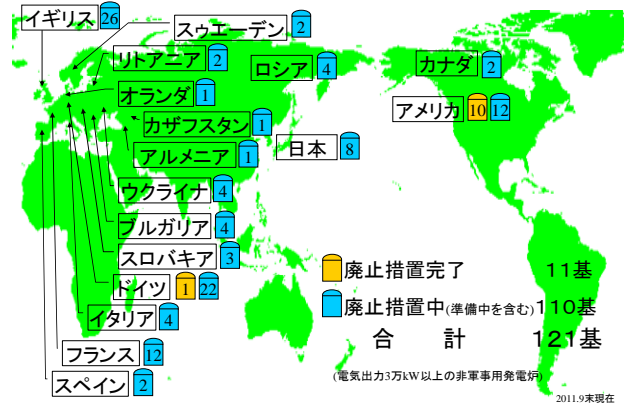 イギリス 26
スウエーデン 2
リトアニア 2
ロシア 4
カナダ 2
オランダ 1
アメリカ 10 12
カザフスタン 1
日本 8
アルメニア 1
ウクライナ 4
ブルガリア 4
スロバキア 3
廃止措置完了 11基
ドイツ 1 22
廃止措置中(準備中を含む) 110基
イタリア 4
合 計 121基
フランス 12
(電気出力3万kW以上の非軍事用発電炉)
スペイン 2
2011.9末現在